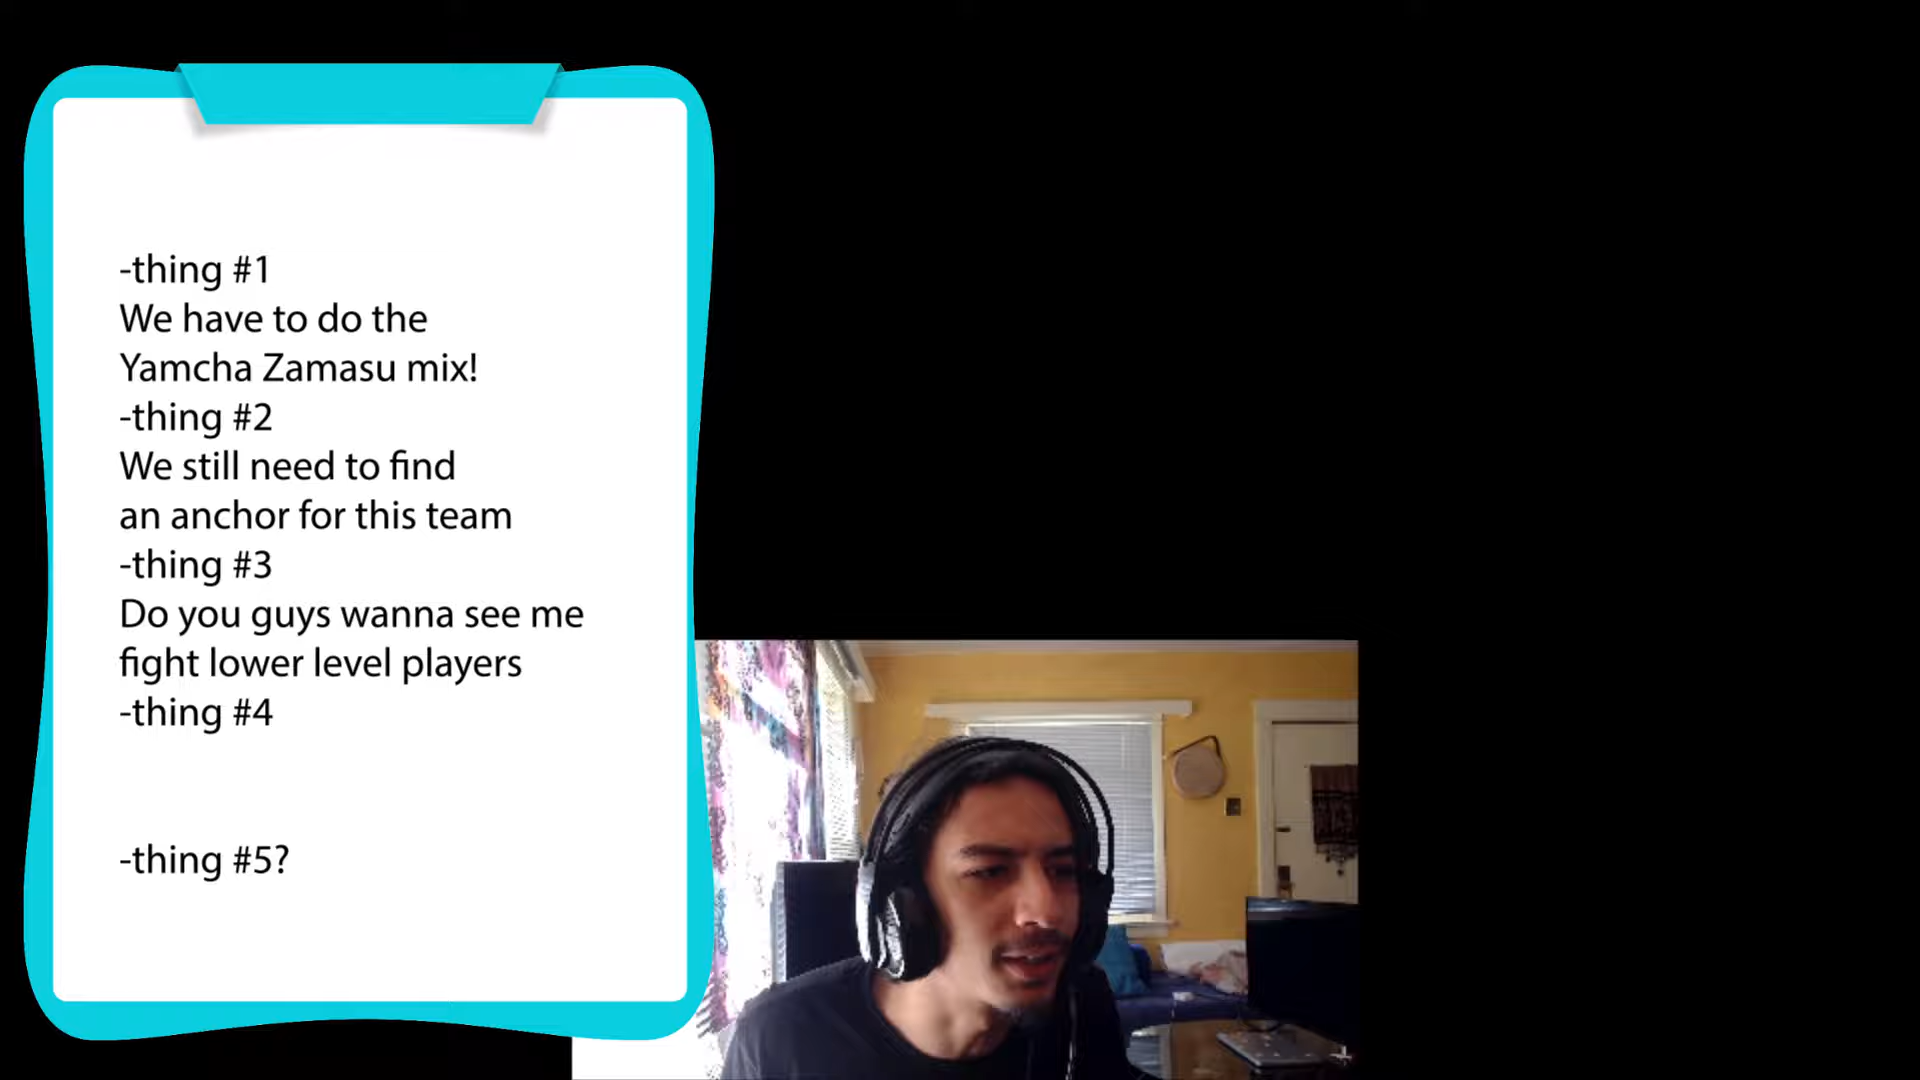 -thing #1
We have to do the
Yamcha Zamasu mix!
-thing #2
We still need to find
an anchor for this team
-thing #3
Do you guys wanna see me
fight lower level players
-thing #4
-thing #5?